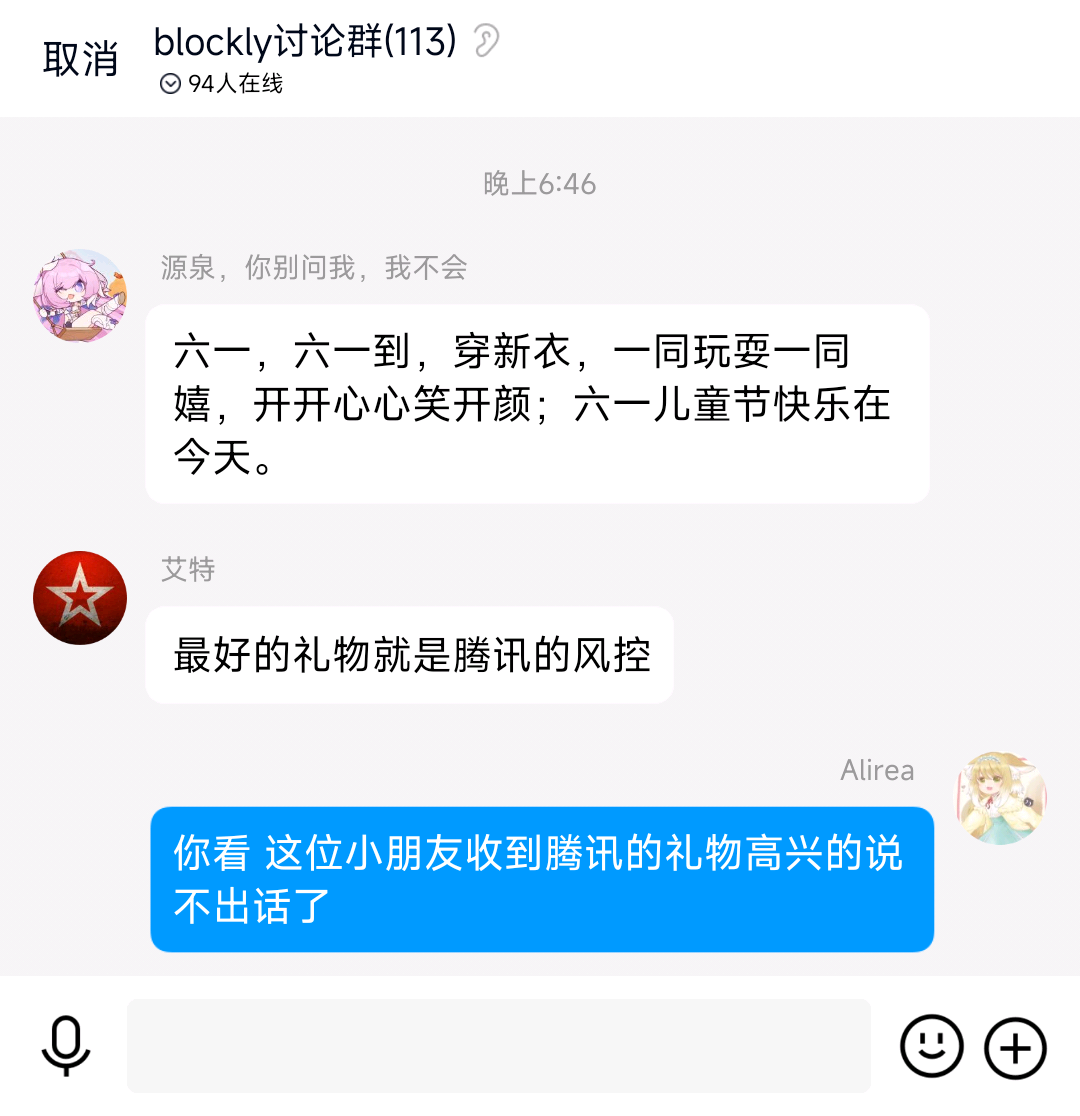 取消
blockly讨论群(113)
94人在线
晚上6:46
源泉，你别问我，我不会
六一，六一到，穿新衣，一同玩耍一同
嬉，开开心心笑开颜；六一儿童节快乐在
今天。
艾特
最好的礼物就是腾讯的风控
Alirea
你看 这位小朋友收到腾讯的礼物高兴的说
不出话了